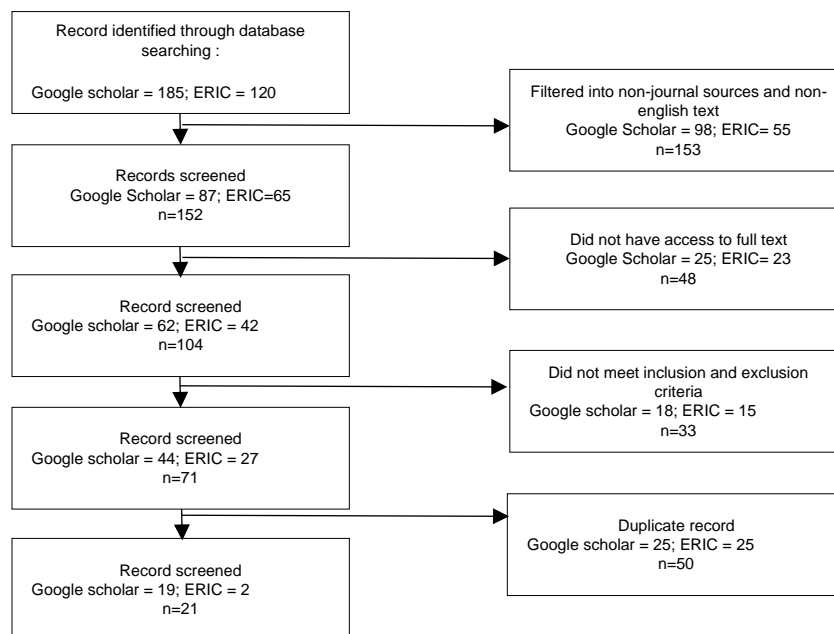 Record identified through database
searching :
Google scholar = 185; ERIC = 120
Filtered into non-journal sources and non-
english text
Google Scholar = 98; ERIC= 55
n=153
Records screened
Google Scholar = 87; ERIC=65
n=152
Did not have access to full text
Google Scholar = 25; ERIC= 23
n=48
Record screened
Google scholar = 62; ERIC = 42
n=104
Did not meet inclusion and exclusion
criteria
Google scholar = 18; ERIC = 15
n=33
Record screened
Google scholar = 44; ERIC = 27
n=71
Duplicate record
Google scholar = 25; ERIC = 25
n=50
Record screened
Google scholar = 19; ERIC = 2
n=21